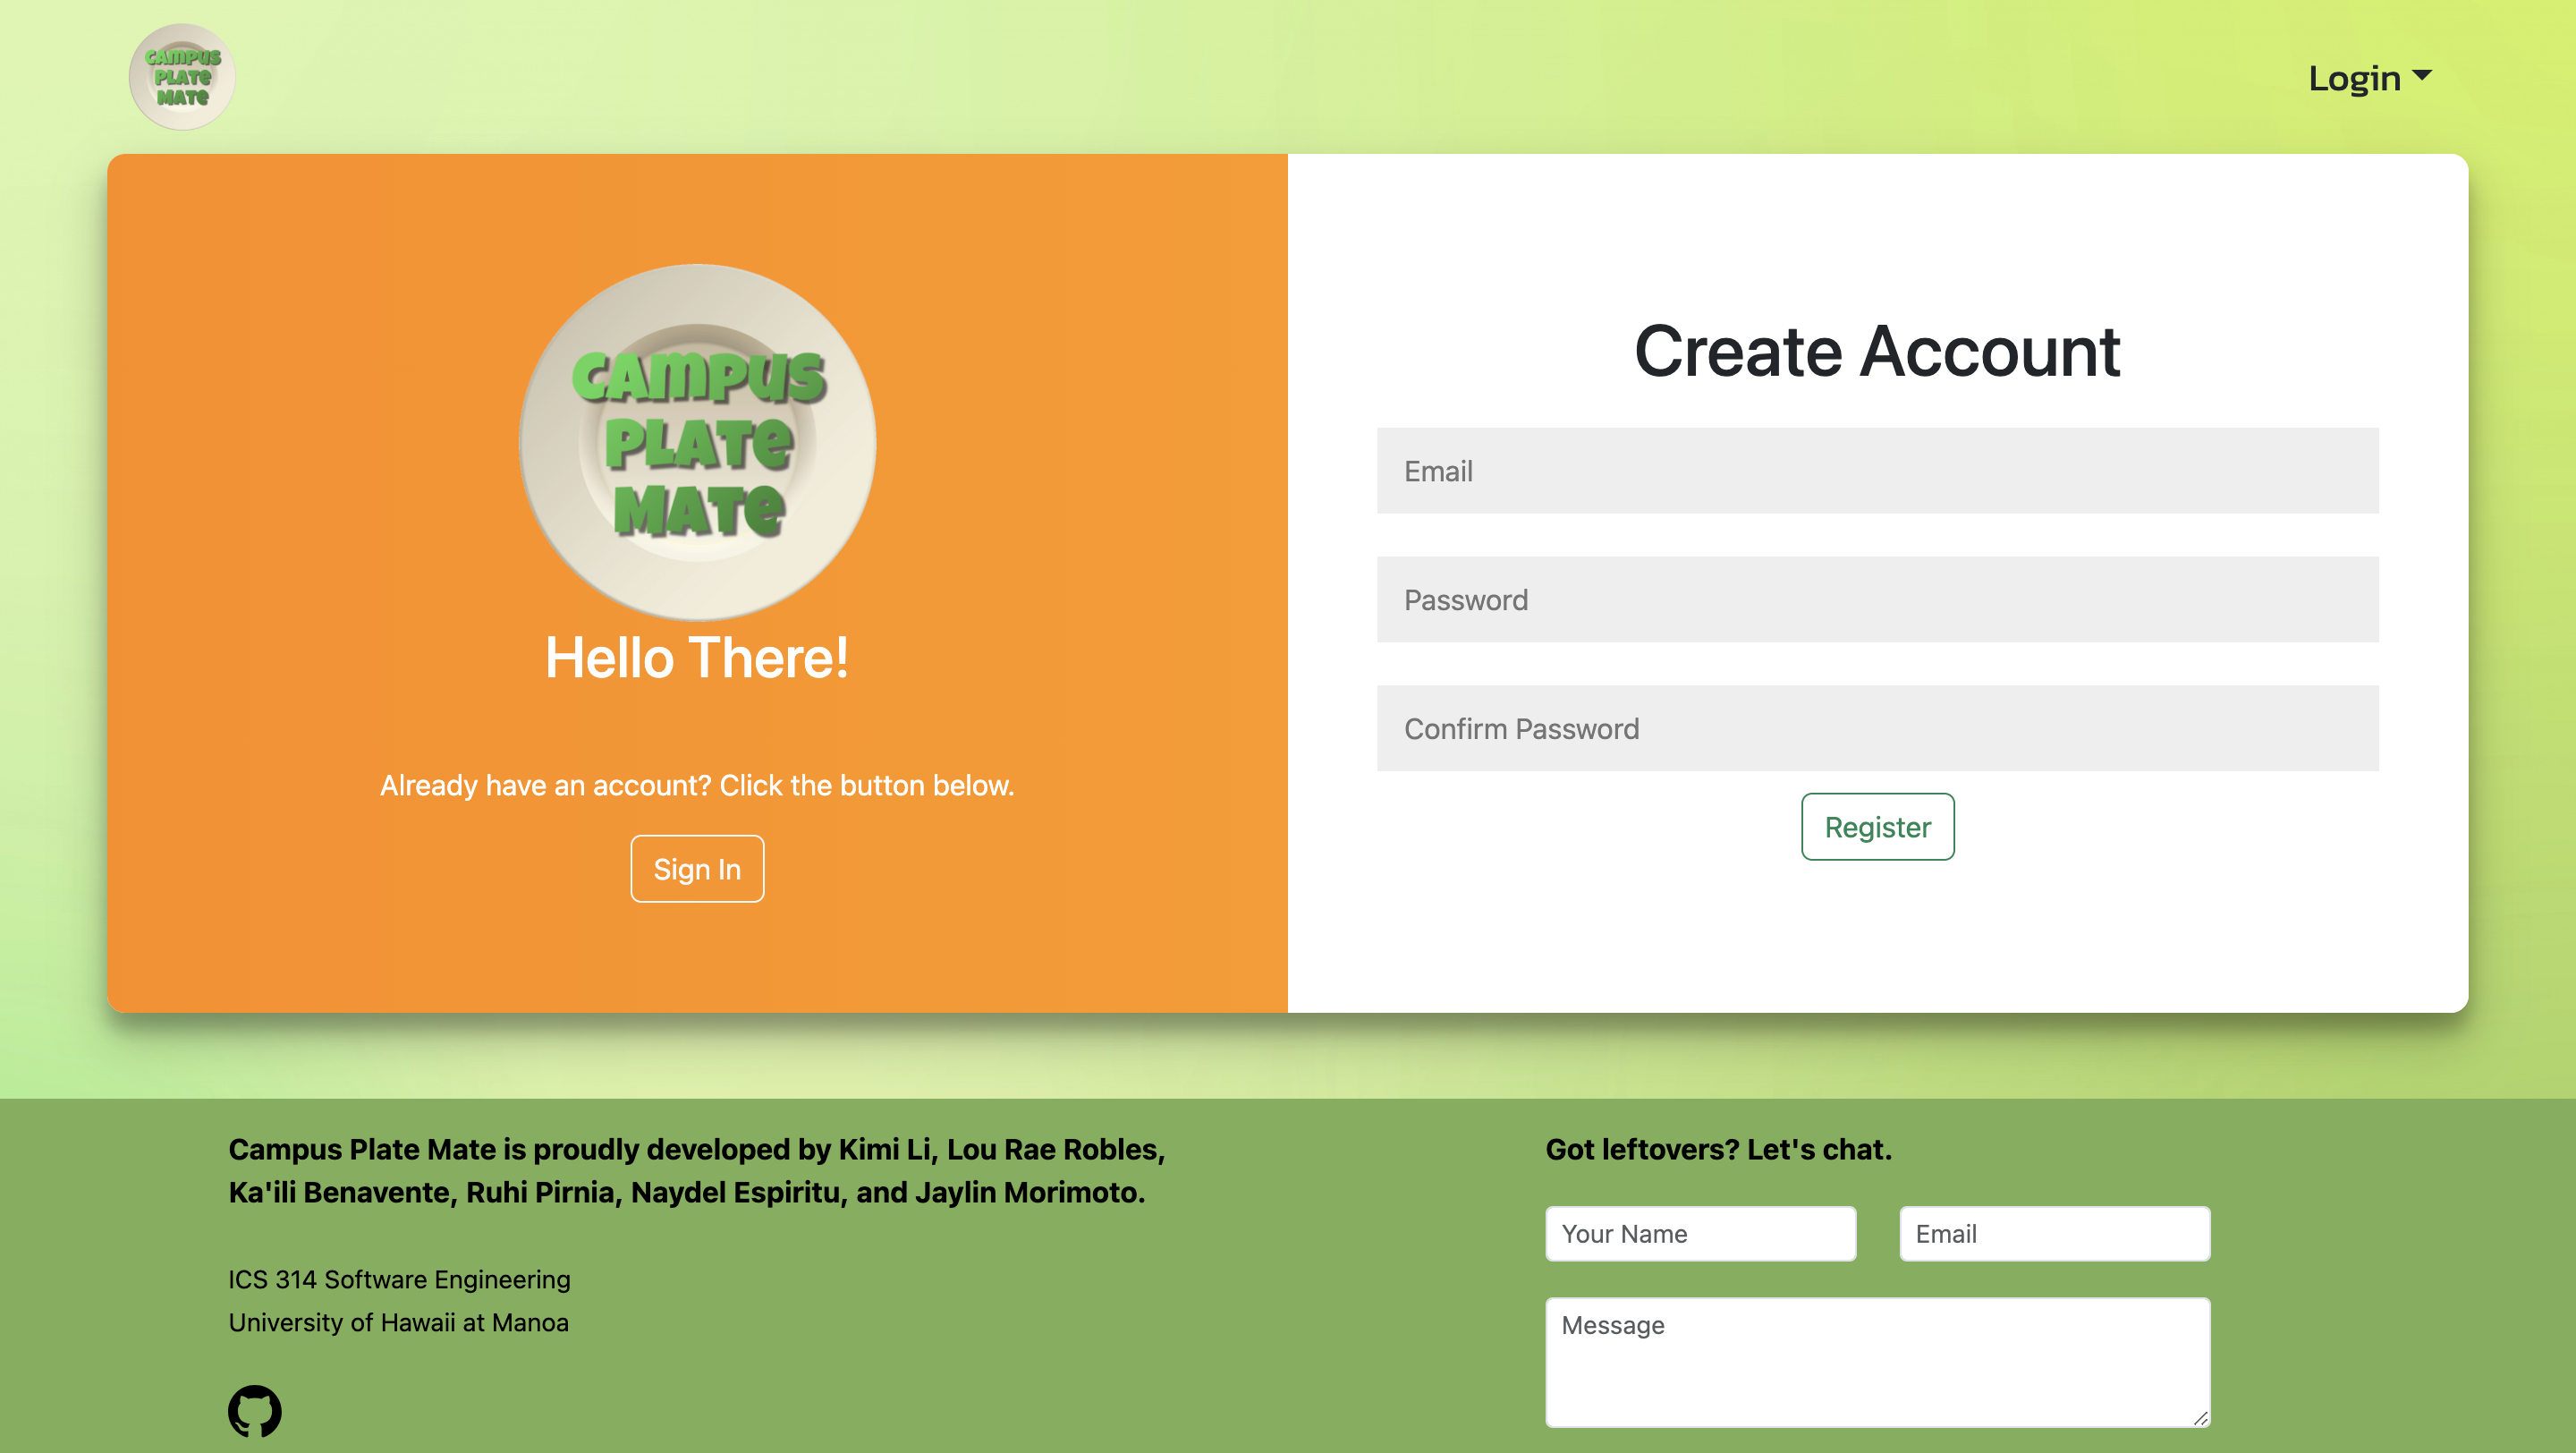 CAMPUS
PLATE
MATE
Login
CAMPUS
PLATE
MATE
Hello There!
Already have an account? Click the button below.
Sign In
Create Account
Email
Password
Confirm Password
Register
Campus Plate Mate is proudly developed by Kimi Li, Lou Rae Robles,
Ka'ili Benavente, Ruhi Pirnia, Naydel Espiritu, and Jaylin Morimoto.
ICS 314 Software Engineering
University of Hawaii at Manoa
Got leftovers? Let's chat.
Your Name
Email
Message